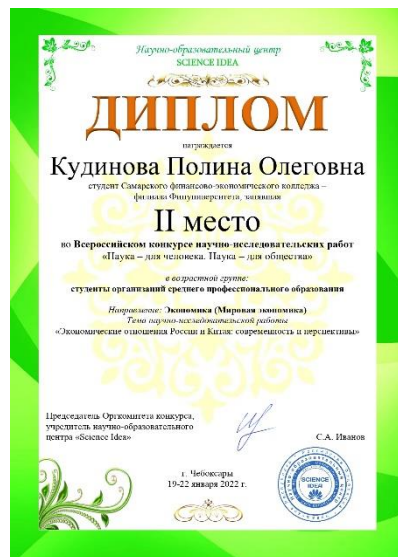 Научно-образовательный центр
SCIENCE IDEA
ДИПЛОМ
награждается
Кудинова Полина Олеговна
студент Самарского финансово-экономического колледжа –
филиала Финуниверситета, занявшая
II место
во Всероссийском конкурсе научно-исследовательских работ
«Наука – для человека. Наука – для общества»
в возрастной группе:
студенты организаций среднего профессионального образования
Направление: Экономика (Мировая экономика)
Тема научно-исследовательской работы
«Экономические отношения России и Китая: современность и перспективы»
Председатель Оргкомитета конкурса,
учредитель научно-образовательного
центра «Science Idea»
С.А. Иванов
г. Чебоксары
19-22 января 2022 г.
SCIENCE
IDEA